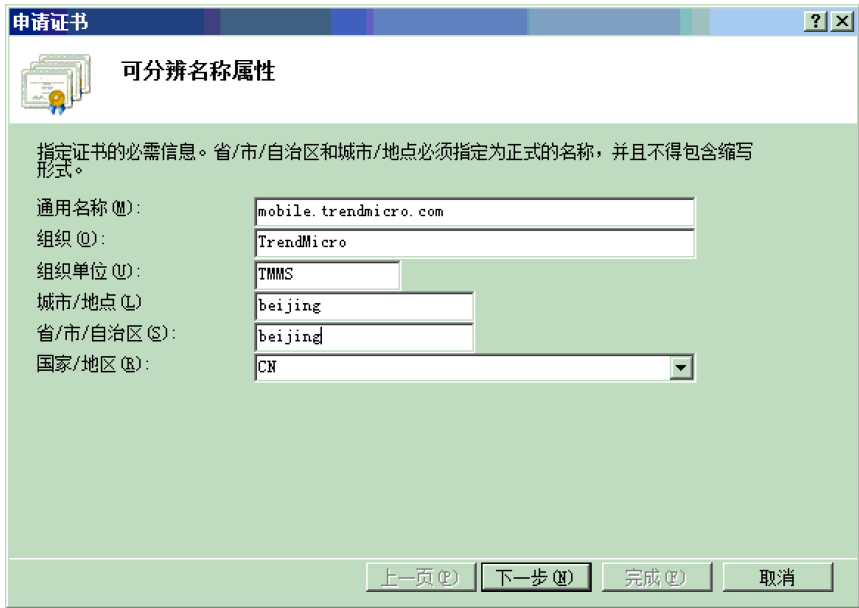 申请证书
可分辨名称属性
指定证书的必需信息。省/市/自治区和城市/地点必须指定为正式的名称，并且不得包含缩写
形式。
通用名称(M): mobile.trendmicro.com
组织(O): TrendMicro
组织单位(U): TMMS
城市/地点(L) beijing
省/市/自治区(S): beijing
国家/地区(R): CN
上一页(P) 下一步(N) 完成(F) 取消